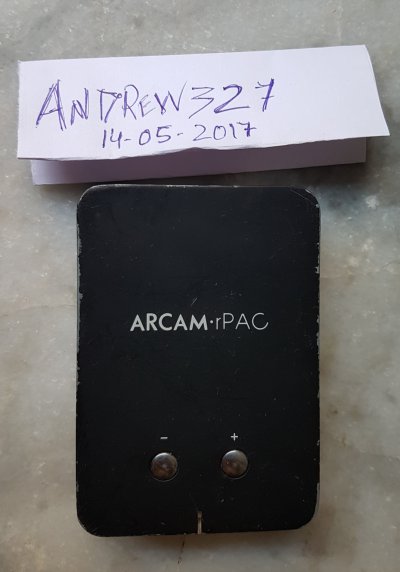 ANDREW327
14-05-2017
ARCAM·rPAC
- +